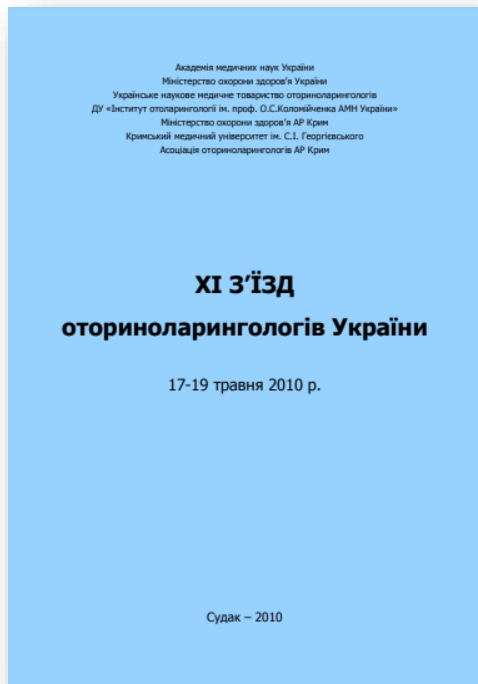 Академія медичних наук України
Міністерство охорони здоров'я України
Українське наукове медичне товариство оториноларингологів
ДУ «Інститут отоларингології ім. проф. О.С.Коломійченка АМН України»
Міністерство охорони здоров'я АР Крим
Кримський медичний університет ім. С.І. Георгієвського
Асоціація оториноларингологів АР Крим
XI З'ЇЗД
оториноларингологів України
17-19 травня 2010 р.
Судак – 2010